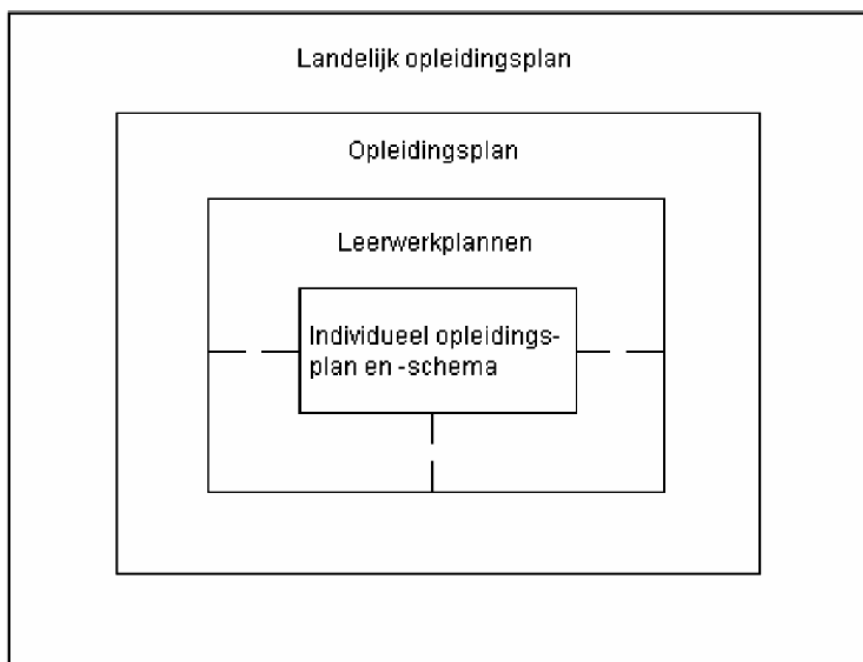 Landelijk opleidingsplan
Opleidingsplan
Leerwerkplannen
Individueel opleidings-
plan en -schema